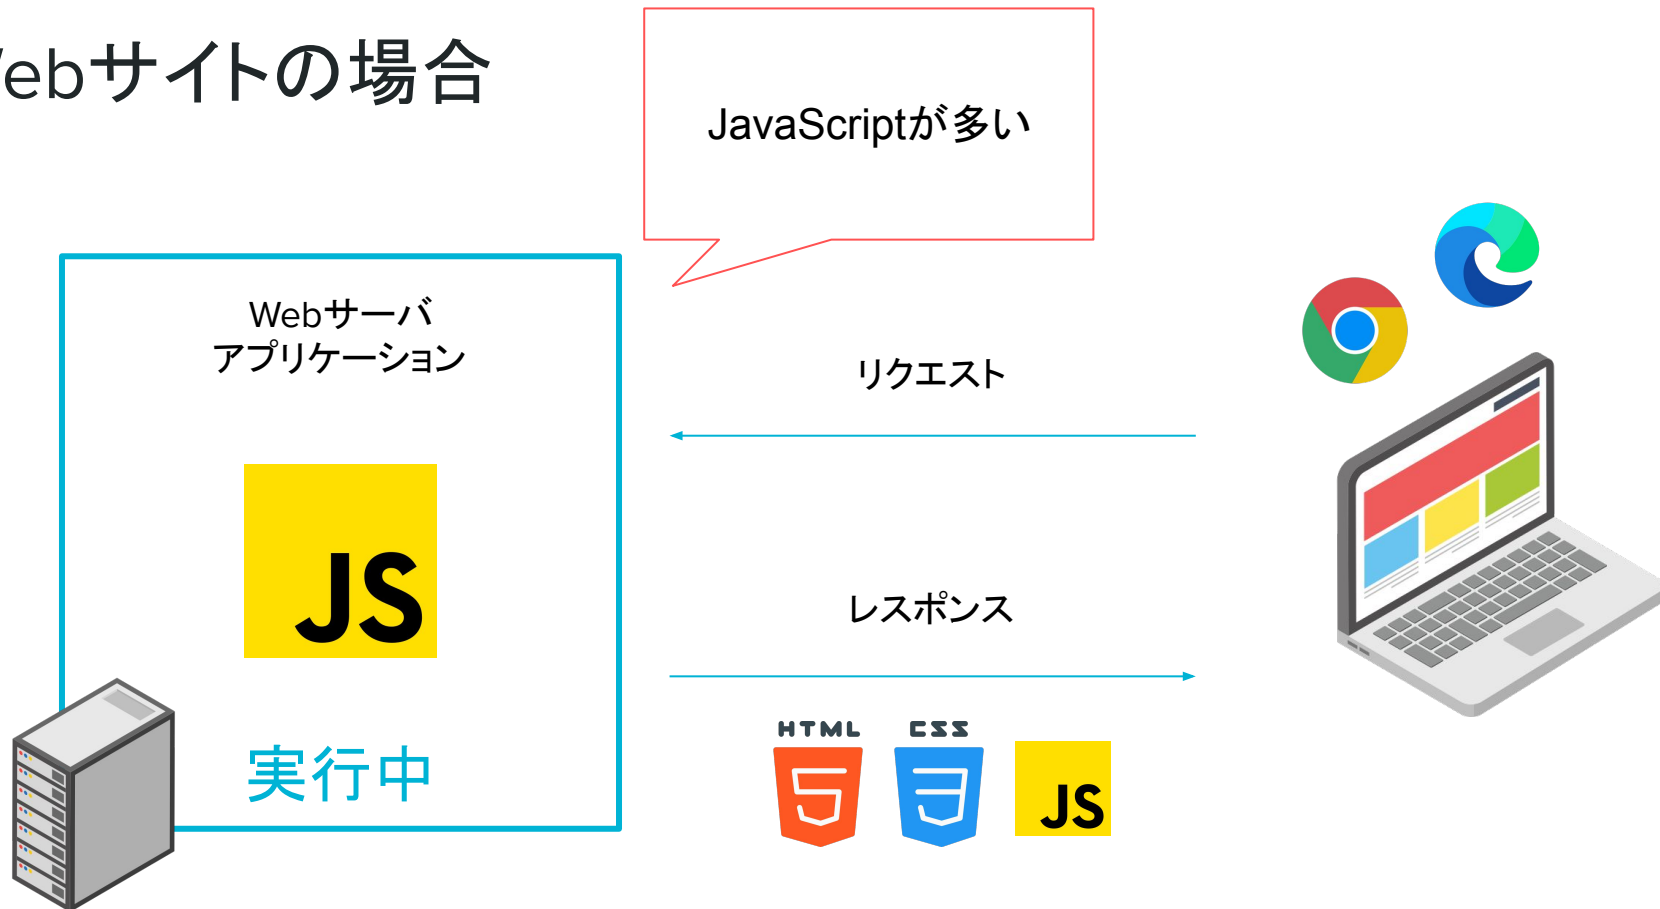 ebサイトの場合
JavaScriptが多い
Webサーバ
アプリケーション
リクエスト
JS
レスポンス
HTML
CSS
5
3
JS
実行中